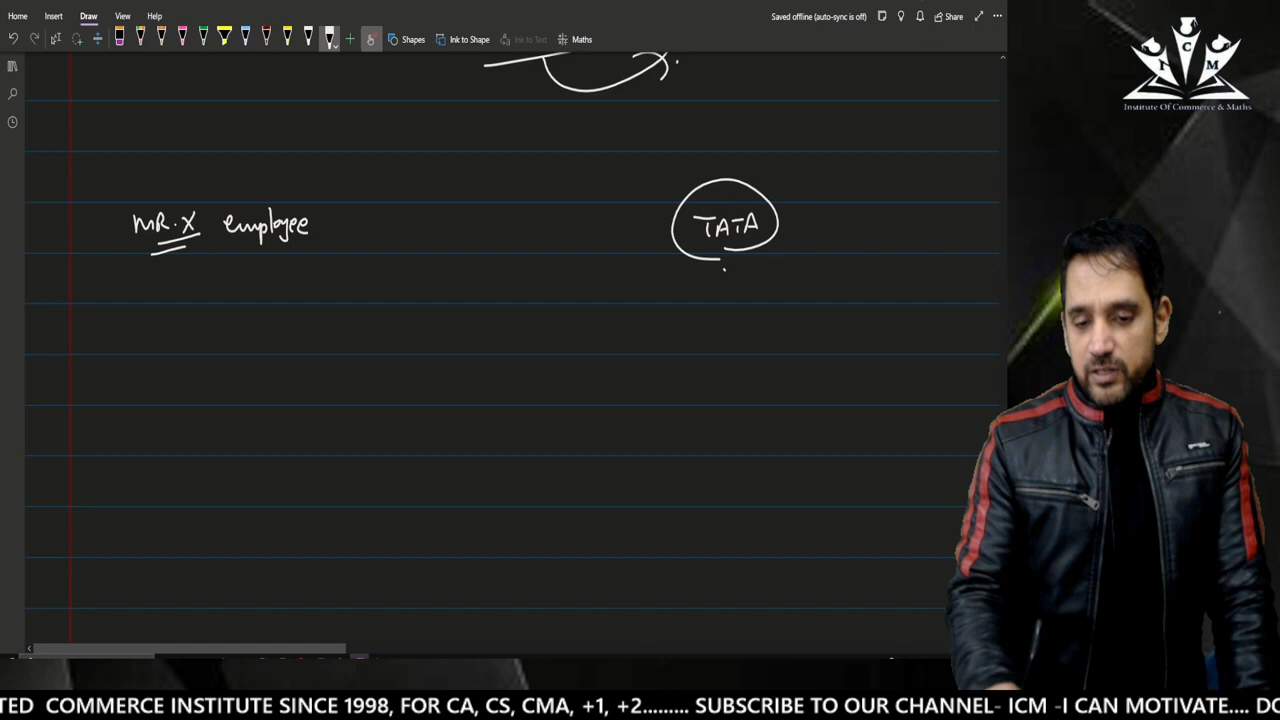 Home Insert Draw View Help
Saved offline (auto-sync is off)
Share
Shapes Ink to Shape Ink to Text Maths
I C M
Institute Of Commerce & Maths
MR.X employee
TATA
TED COMMERCE INSTITUTE SINCE 1998, FOR CA, CS, CMA, +1, +2......... SUBSCRIBE TO OUR CHANNEL- ICM -I CAN MOTIVATE.... DO